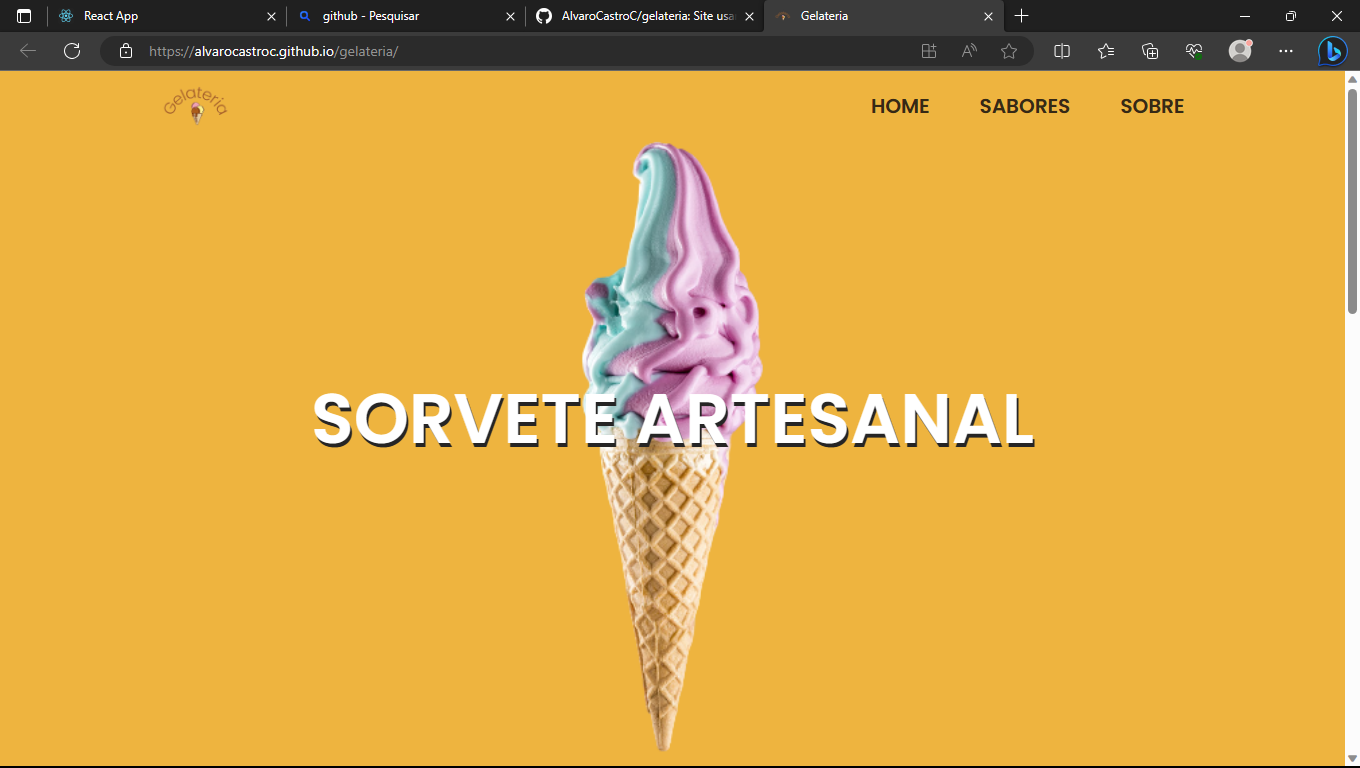 React App
github - Pesquisar
AlvaroCastroC/gelateria: Site usa
Gelateria
https://alvarocastroc.github.io/gelateria/
Gelateria
HOME SABORES SOBRE
SORVETE ARTESANAL